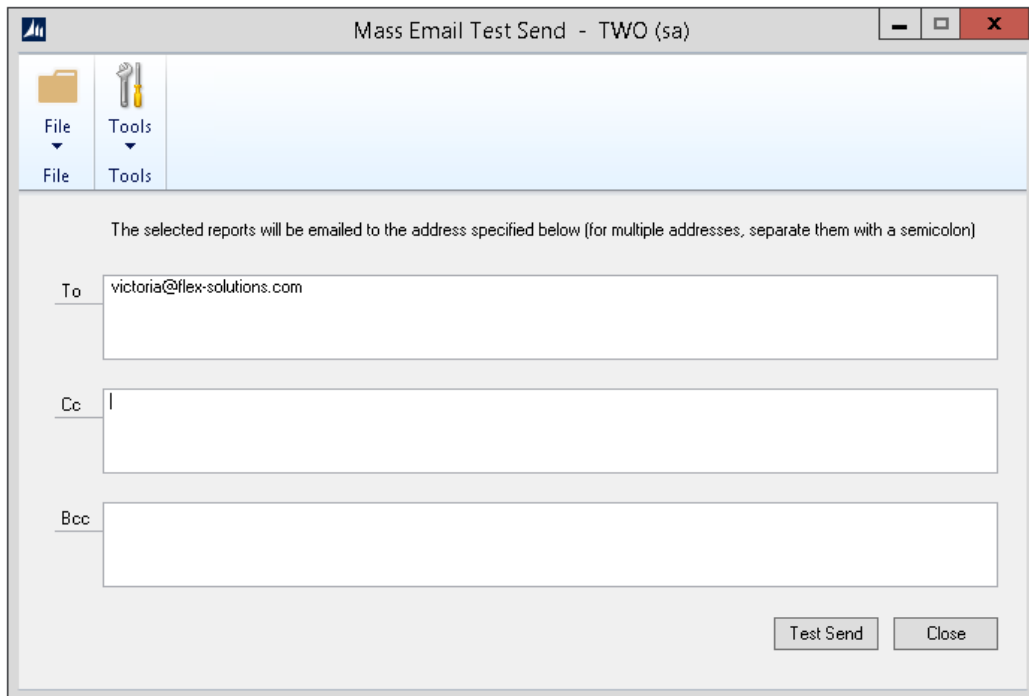 Mass Email Test Send - TWO (sa)
File Tools
File Tools
The selected reports will be emailed to the address specified below (for multiple addresses, separate them with a semicolon)
To victoria@flex-solutions.com
Cc
Bcc
Test Send Close